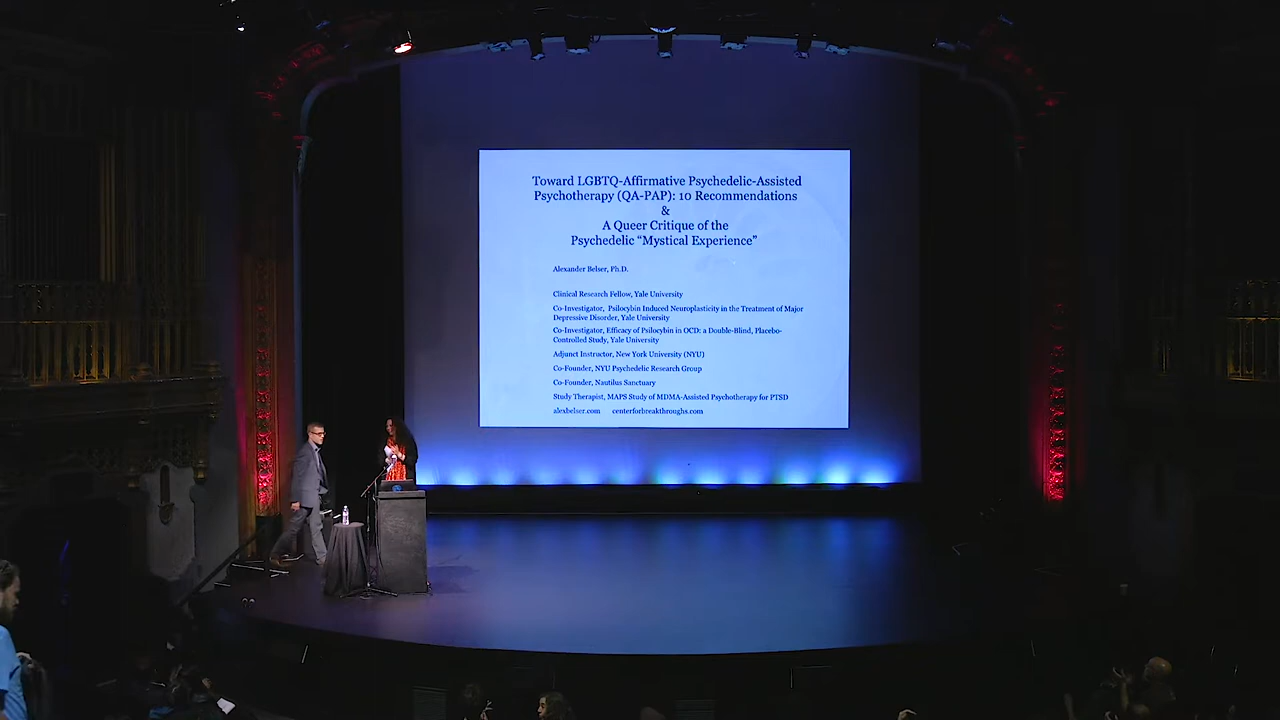 Toward LGBTQ-Affirmative Psychedelic-Assisted
Psychotherapy (QA-PAP): 10 Recommendations
&
A Queer Critique of the
Psychedelic “Mystical Experience”
Alexander Belser, Ph.D.
Clinical Research Fellow, Yale University
Co-Investigator, Psilocybin Induced Neuroplasticity in the Treatment of Major
Depressive Disorder, Yale University
Co-Investigator, Efficacy of Psilocybin in OCD: a Double-Blind, Placebo-
Controlled Study, Yale University
Adjunct Instructor, New York University (NYU)
Co-Founder, NYU Psychedelic Research Group
Co-Founder, Nautilus Sanctuary
Study Therapist, MAPS Study of MDMA-Assisted Psychotherapy for PTSD
alexbelser.com centerforbreakthroughs.com